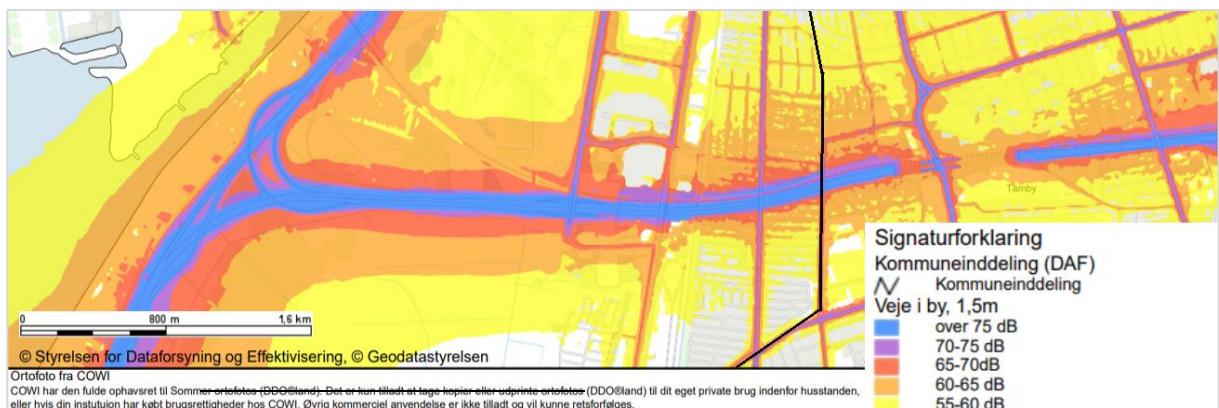 Tårnby
Signaturforklaring
Kommuneinddeling (DAF)
Kommuneinddeling
Veje i by, 1,5m
over 75 dB
70-75 dB
65-70dB
60-65 dB
55-60 dB
0 800 m 1,6 km
© Styrelsen for Dataforsyning og Effektivisering, © Geodatastyrelsen
Ortofoto fra COWI
COWI har den fulde ophavsret til Sommer ortofotos (DDO®land). Det er kun tilladt at tage kopier eller udprinte ortofotos (DDO®land) til dit eget private brug indenfor husstanden,
eller hvis din instutuion har købt brugsrettigheder hos COWI. Øvrig kommerciel anvendelse er ikke tilladt og vil kunne retsforfølges.